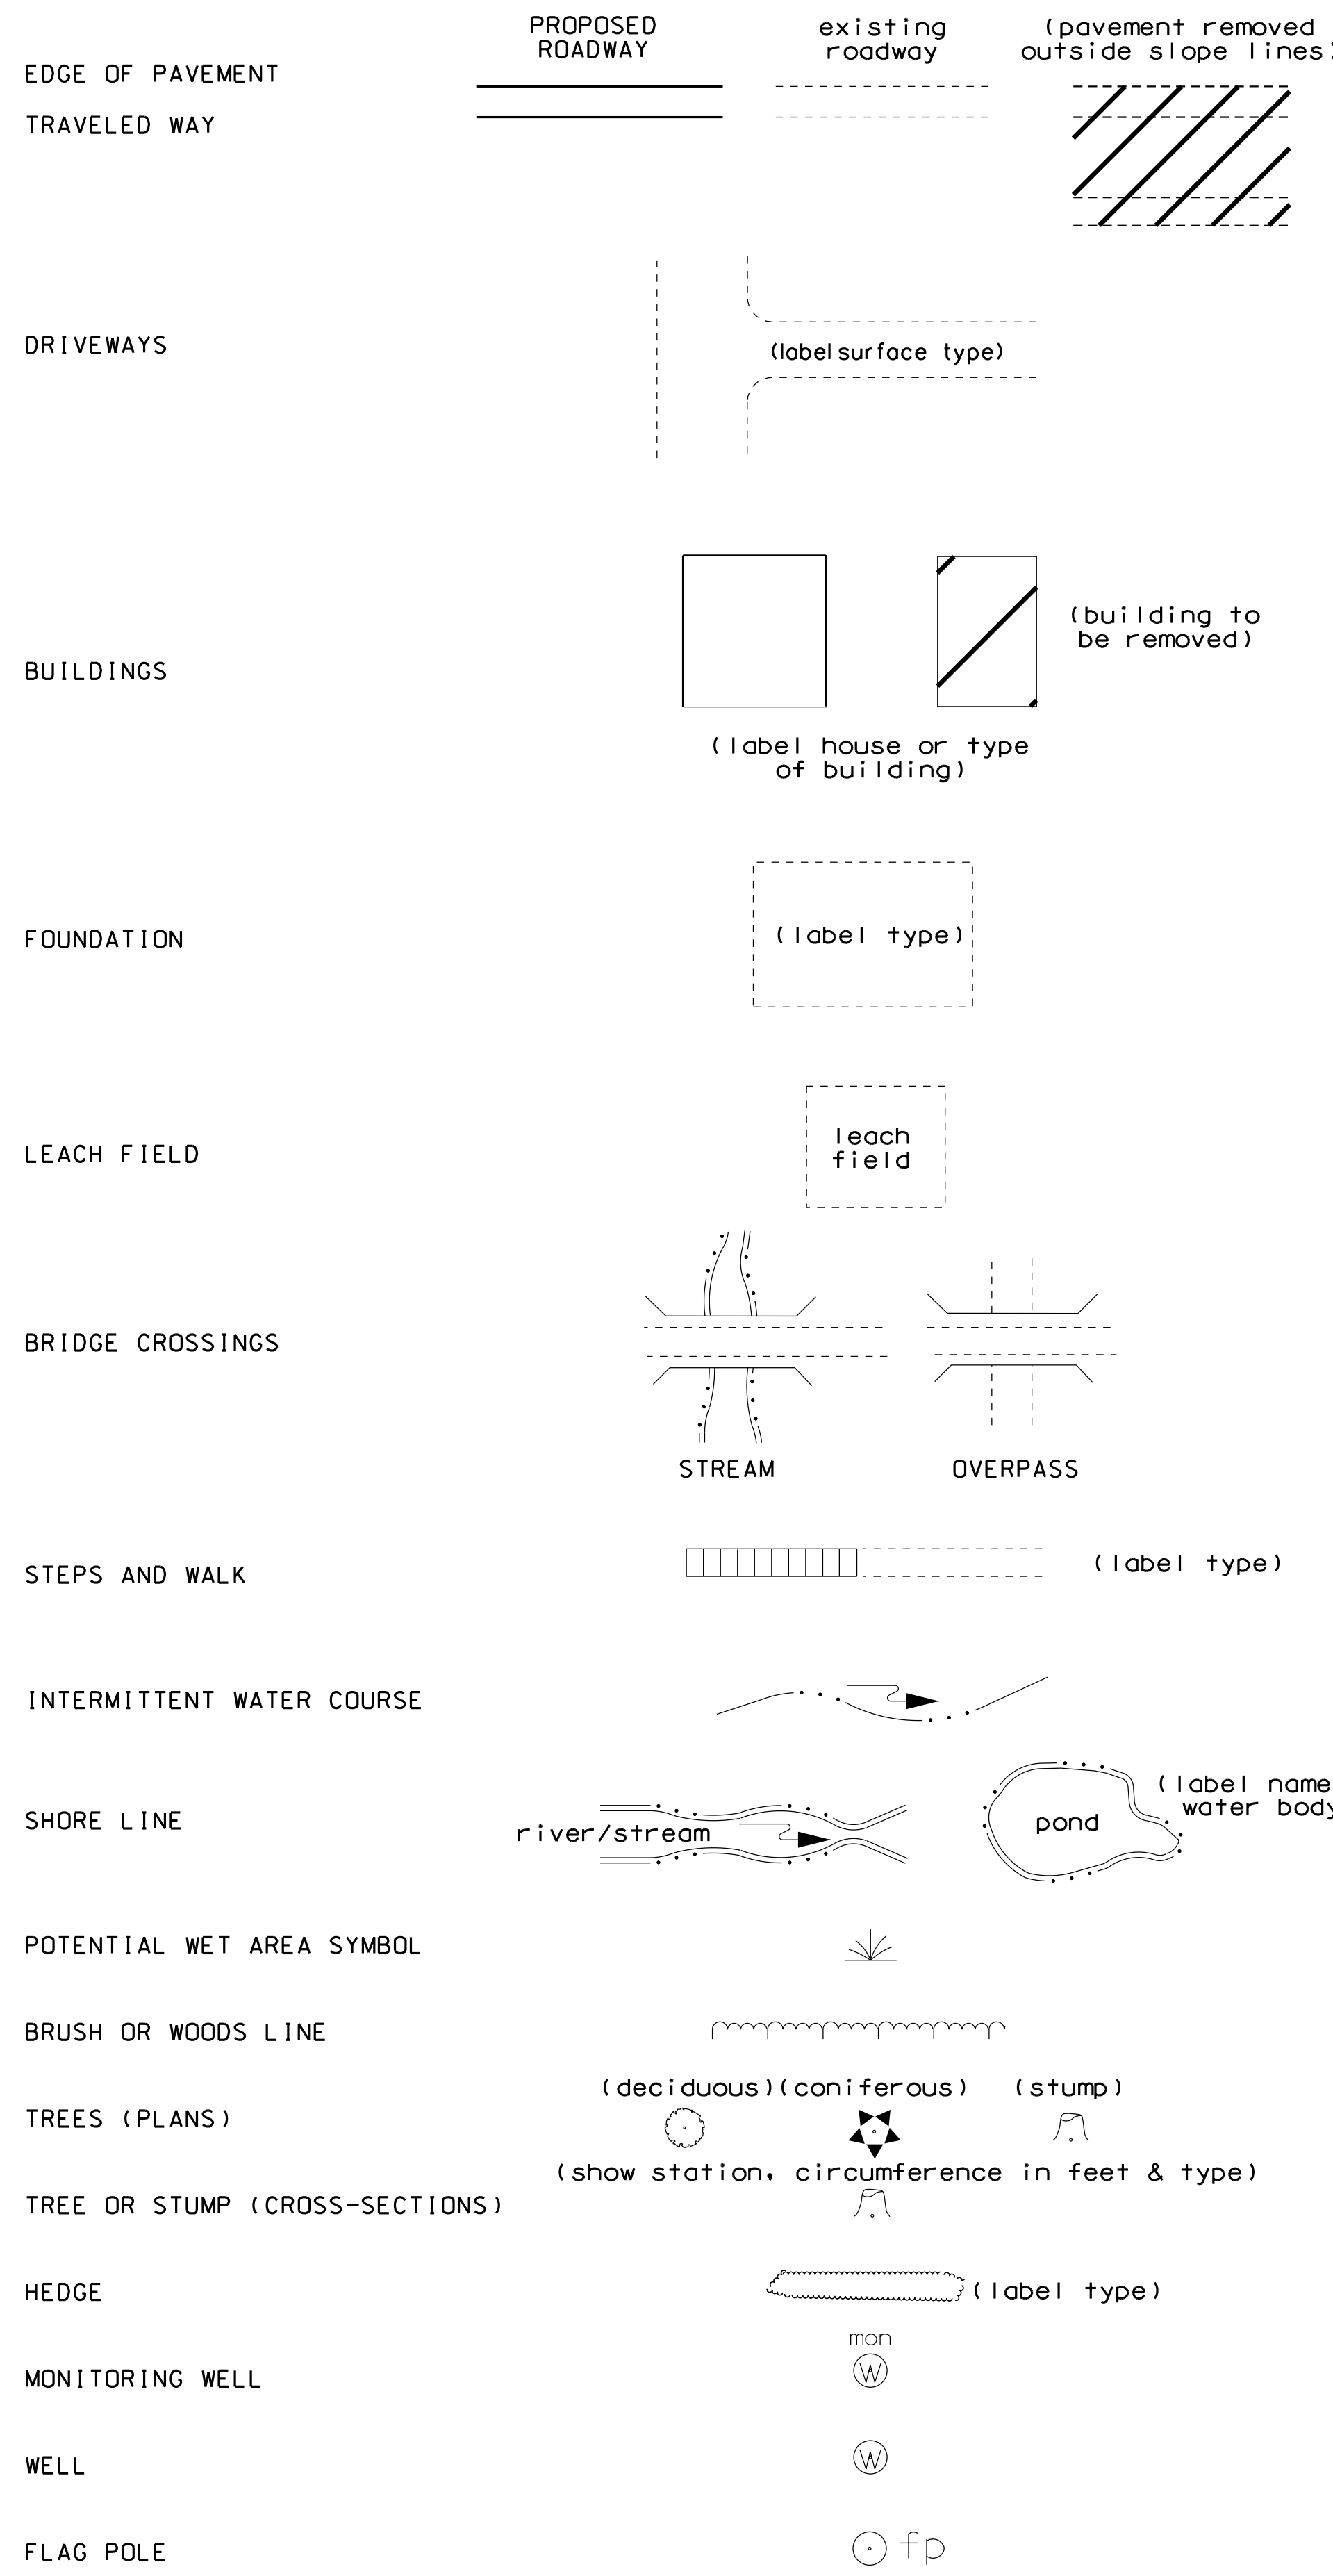 PROPOSED
ROADWAY
existing
roadway
(pavement removed
outside slope lines)
EDGE OF PAVEMENT
TRAVELED WAY
DRIVEWAYS
(label surface type)
BUILDINGS
(building to
be removed)
(label house or type
of building)
FOUNDATION
(label type)
LEACH FIELD
leach
field
BRIDGE CROSSINGS
STREAM
OVERPASS
STEPS AND WALK
(label type)
INTERMITTENT WATER COURSE
SHORE LINE
river/stream
pond
(label name
water body
POTENTIAL WET AREA SYMBOL
BRUSH OR WOODS LINE
(deciduous) (coniferous) (stump)
TREES (PLANS)
(show station, circumference in feet & type)
TREE OR STUMP (CROSS-SECTIONS)
HEDGE
(label type)
mon
MONITORING WELL
W
WELL
W
FLAG POLE
fp